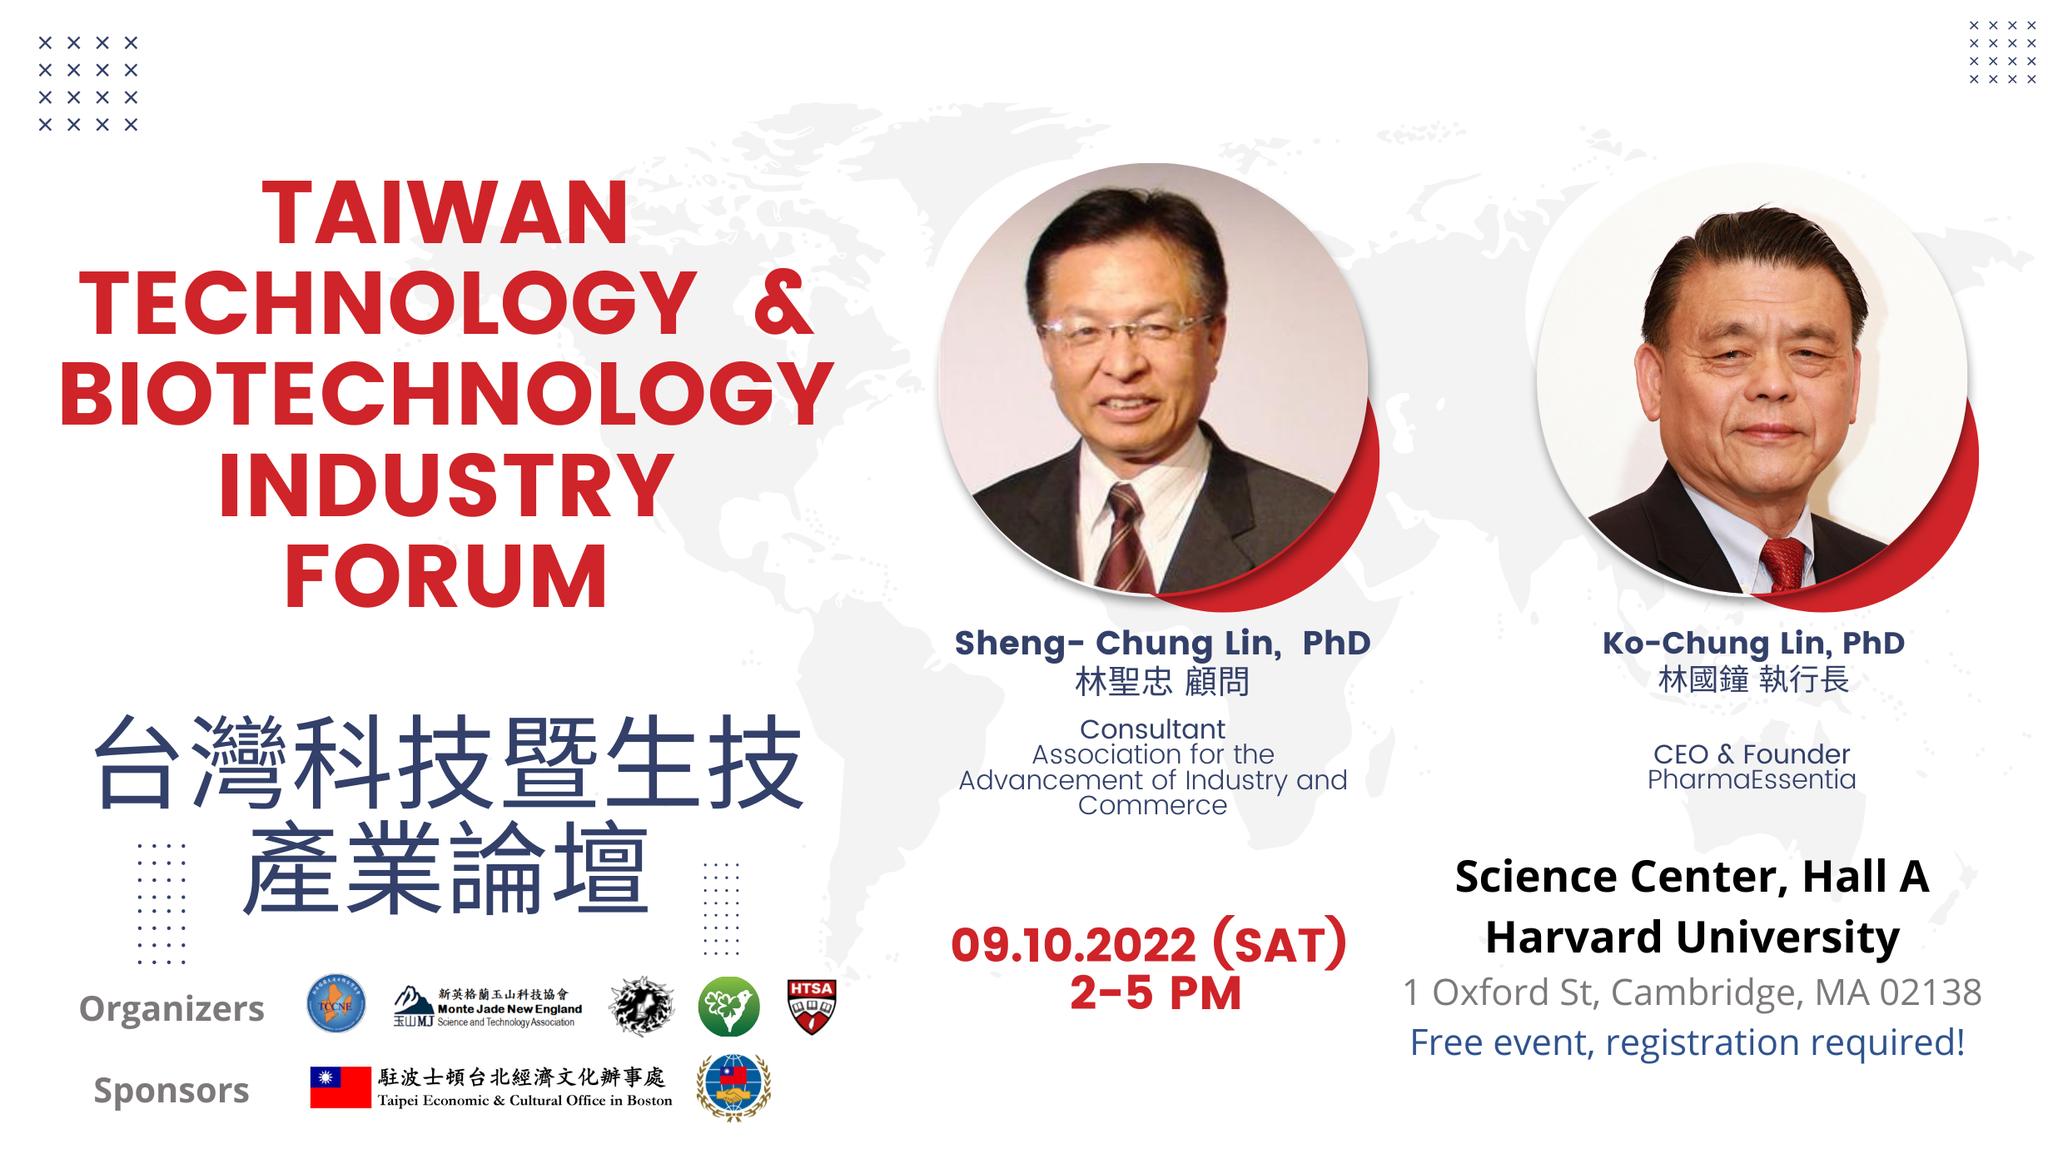 TAIWAN
TECHNOLOGY &
BIOTECHNOLOGY
INDUSTRY
FORUM
台灣科技暨生技
產業論壇
Sheng- Chung Lin, PhD
林聖忠 顧問
Consultant
Association for the
Advancement of Industry and
Commerce
Ko-Chung Lin, PhD
林國鐘 執行長
CEO & Founder
PharmaEssentia
09.10.2022 (SAT)
2-5 PM
Science Center, Hall A
Harvard University
1 Oxford St, Cambridge, MA 02138
Free event, registration required!
Organizers
TCCNE
玉山MJ
新英格蘭玉山科技協會
Monte Jade New England
Science and Technology Association
HTSA
Sponsors
駐波士頓台北經濟文化辦事處
Taipei Economic & Cultural Office in Boston